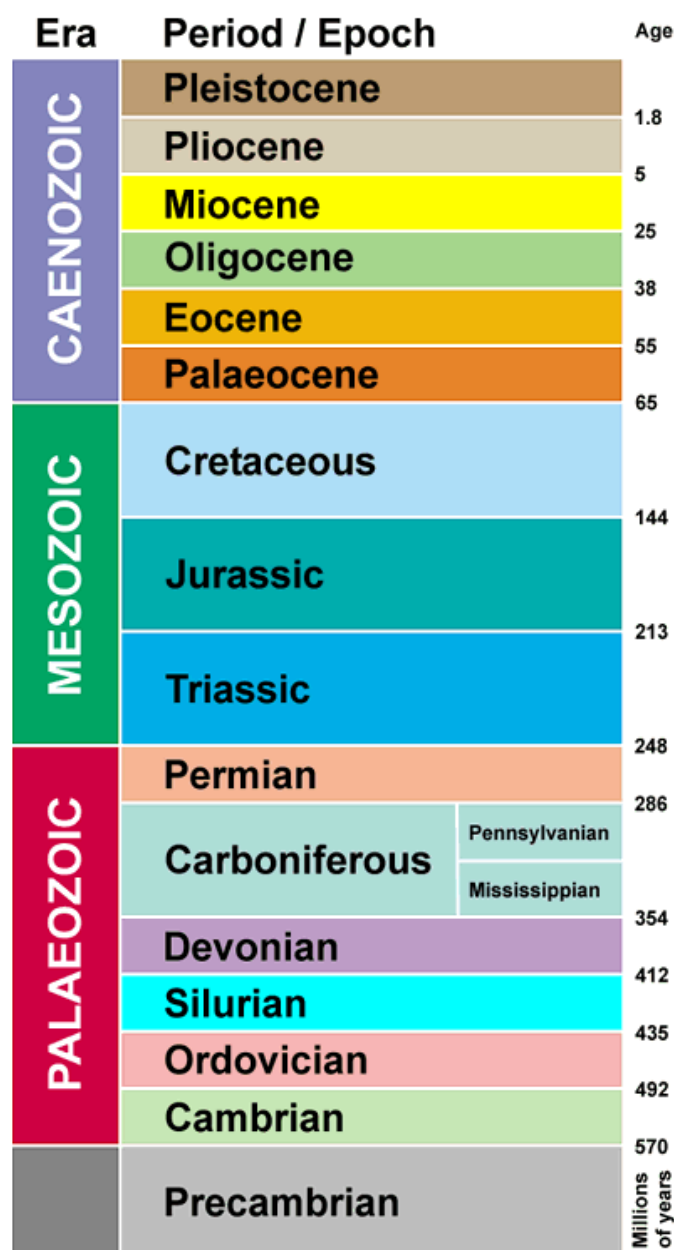 Era Period / Epoch Age
CAENOZOIC
Pleistocene
1.8
Pliocene
5
Miocene
25
Oligocene
38
Eocene
55
Palaeocene
65
MESOZOIC
Cretaceous
144
Jurassic
213
Triassic
248
PALAEOZOIC
Permian
286
Carboniferous
Pennsylvanian
Mississippian
354
Devonian
412
Silurian
435
Ordovician
492
Cambrian
570
Precambrian
Millions
of years